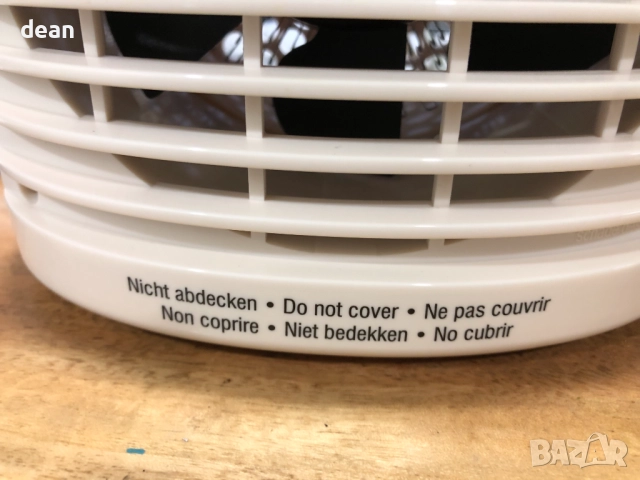 dean
Nicht abdecken • Do not cover • Ne pas couvrir
Non coprire • Niet bedekken • No cubrir
BAZAR